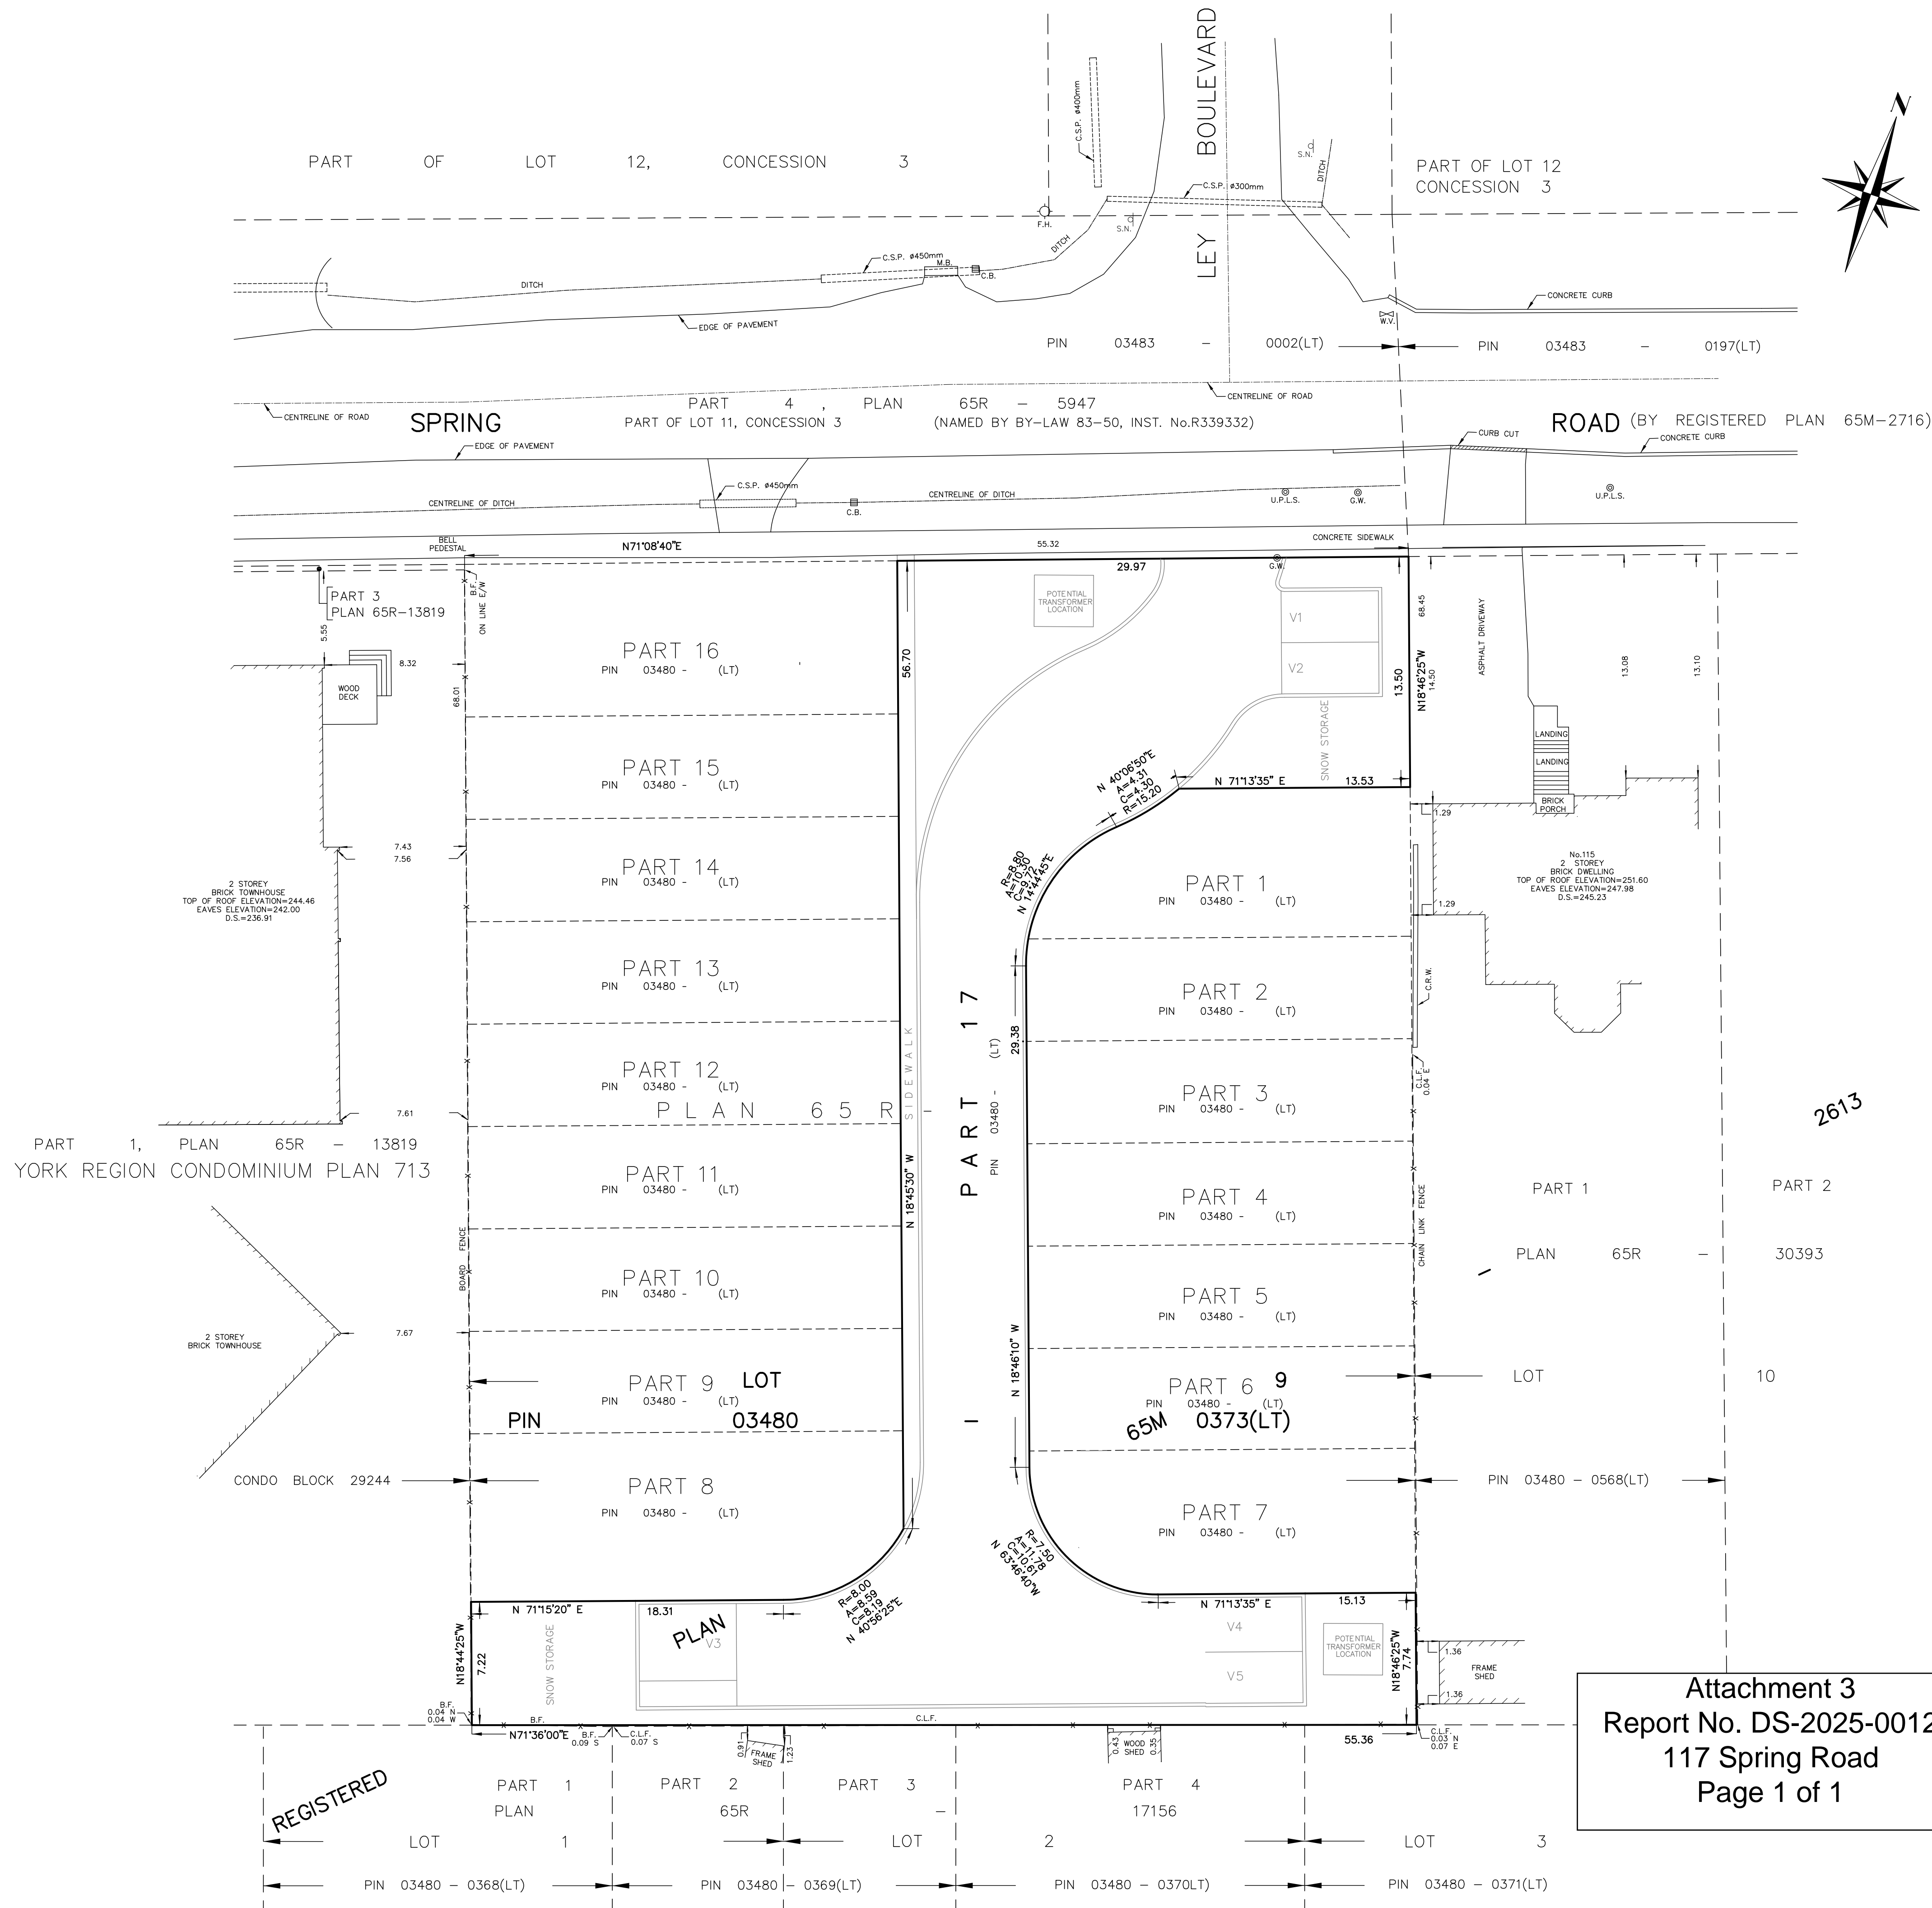 LEY BOULEVARD
N
C.S.P. ø400mm
S.N.
DITCH
PART OF LOT 12, CONCESSION 3
PART OF LOT 12
CONCESSION 3
C.S.P. ø300mm
F.H.
S.N.
DITCH
C.S.P. ø450mm
M.B.
C.B.
DITCH
CONCRETE CURB
EDGE OF PAVEMENT
W.V.
PIN 03483 - 0002(LT)
PIN 03483 - 0197(LT)
CENTRELINE OF ROAD
CENTRELINE OF ROAD
PART 4 , PLAN 65R - 5947
SPRING
PART OF LOT 11, CONCESSION 3 (NAMED BY BY-LAW 83-50, INST. No.R339332)
ROAD (BY REGISTERED PLAN 65M-2716)
EDGE OF PAVEMENT
CURB CUT
CONCRETE CURB
C.S.P. ø450mm
CENTRELINE OF DITCH
C.B.
CENTRELINE OF DITCH
U.P.L.S.
G.W.
U.P.L.S.
BELL
PEDESTAL
N71°08'40"E
55.32
CONCRETE SIDEWALK
29.97
G.W.
B.F.
ON LINE E/W
PART 3
PLAN 65R-13819
5.55
8.32
WOOD
DECK
68.01
POTENTIAL
TRANSFORMER
LOCATION
V1
V2
SNOW STORAGE
56.70
13.50
N18°46'25"W
68.45
14.50
ASPHALT DRIVEWAY
13.08
13.10
LANDING
LANDING
BRICK
PORCH
PART 16
PIN 03480 - (LT)
PART 15
PIN 03480 - (LT)
N 40°06'50"E
A=4.31
C=4.30
R=15.20
N 71°13'35" E 13.53
1.29
7.43
7.56
2 STOREY
BRICK TOWNHOUSE
TOP OF ROOF ELEVATION=244.46
EAVES ELEVATION=242.00
D.S.=236.91
PART 14
PIN 03480 - (LT)
R=8.80
A=10.30
C=9.72
N 14°44'45"E
PART 1
PIN 03480 - (LT)
No.115
2 STOREY
BRICK DWELLING
TOP OF ROOF ELEVATION=251.60
EAVES ELEVATION=247.98
D.S.=245.23
1.29
C.R.W.
PART 13
PIN 03480 - (LT)
PART 2
PIN 03480 - (LT)
29.38
SIDEWALK
PART 17
PIN 03480 - (LT)
PART 12
PIN 03480 - (LT)
PLAN 65R -
PART 3
PIN 03480 - (LT)
C.L.F.
0.04 E
7.61
2613
PART 1, PLAN 65R - 13819
YORK REGION CONDOMINIUM PLAN 713
PART 11
PIN 03480 - (LT)
N 18°45'30" W
PART 4
PIN 03480 - (LT)
CHAIN LINK FENCE
PART 1
PART 2
PLAN 65R - 30393
BOARD FENCE
PART 10
PIN 03480 - (LT)
PART 5
PIN 03480 - (LT)
-
2 STOREY
BRICK TOWNHOUSE
7.67
N 18°46'10" W
PART 9 LOT
PIN 03480 - (LT)
PART 6 9
PIN 03480 - (LT)
LOT 10
PIN 03480 - 0373(LT)
65M
CONDO BLOCK 29244
PIN 03480 - 0568(LT)
PART 8
PIN 03480 - (LT)
PART 7
PIN 03480 - (LT)
R=7.50
A=11.78
C=10.61
N 63°46'40"W
R=8.00
A=8.59
C=8.19
N 40°56'25"E
N 71°15'20" E 18.31
N 71°13'35" E 15.13
N18°44'25"W
7.22
SNOW STORAGE
PLAN
V3
V4
V5
POTENTIAL
TRANSFORMER
LOCATION
N18°46'25"W
7.74
1.36
FRAME
SHED
1.36
B.F.
0.04 N
0.04 W
B.F.
C.L.F.
N71°36'00"E
B.F.
0.09 S
C.L.F.
0.07 S
0.91
FRAME
SHED
1.23
0.43
WOOD
SHED
0.35
55.36
C.L.F.
0.03 N
0.07 E
Attachment 3
Report No. DS-2025-0012
117 Spring Road
Page 1 of 1
REGISTERED
PART 1 PART 2 PART 3 PART 4
PLAN 65R - 17156
LOT 1 LOT 2 LOT 3
PIN 03480 - 0368(LT) PIN 03480 - 0369(LT) PIN 03480 - 0370LT) PIN 03480 - 0371(LT)